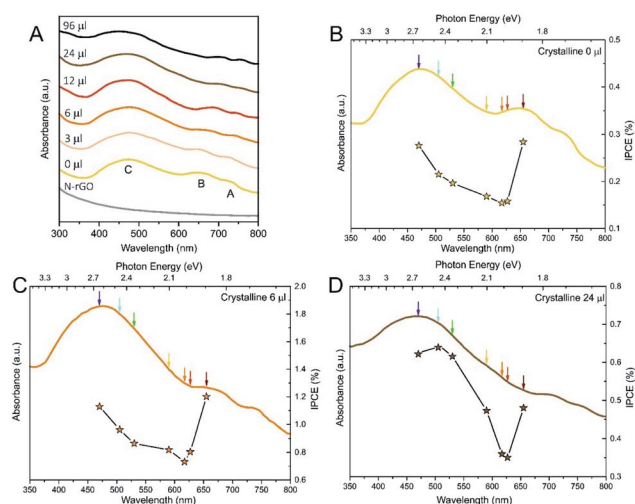 A
96 µl
24 µl
12 µl
6 µl
3 µl
0 µl
N-rGO
C
B
A
Absorbance (a.u.)
300 400 500 600 700 800
Wavelength (nm)
B
Photon Energy (eV)
3.3 3 2.7 2.4 2.1 1.8
Crystalline 0 µl
Absorbance (a.u.)
IPCE (%)
0.5
0.4
0.3
0.2
0.1
350 400 450 500 550 600 650 700 750 800
Wavelength (nm)
C
Photon Energy (eV)
3.3 3 2.7 2.4 2.1 1.8
Crystalline 6 µl
Absorbance (a.u.)
IPCE (%)
2.0
1.8
1.6
1.4
1.2
1.0
0.8
0.6
350 400 450 500 550 600 650 700 750 800
Wavelength (nm)
D
Photon Energy (eV)
3.3 3 2.7 2.4 2.1 1.8
Crystalline 24 µl
Absorbance (a.u.)
IPCE (%)
0.8
0.7
0.6
0.5
0.4
0.3
350 400 450 500 550 600 650 700 750 800
Wavelength (nm)